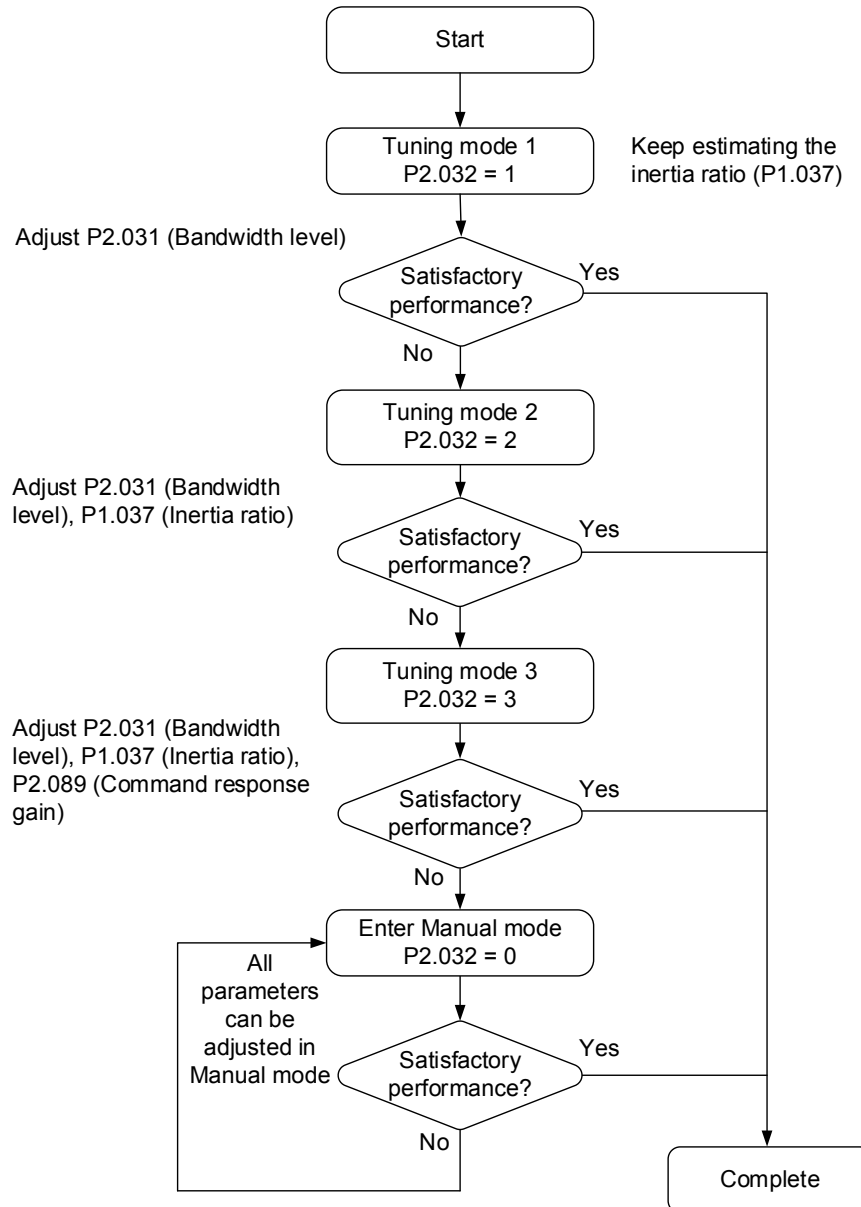 Start
Tuning mode 1
P2.032 = 1
Keep estimating the
inertia ratio (P1.037)
Adjust P2.031 (Bandwidth level)
Satisfactory
performance?
Yes
No
Tuning mode 2
P2.032 = 2
Adjust P2.031 (Bandwidth
level), P1.037 (Inertia ratio)
Satisfactory
performance?
Yes
No
Tuning mode 3
P2.032 = 3
Adjust P2.031 (Bandwidth
level), P1.037 (Inertia ratio),
P2.089 (Command response
gain)
Satisfactory
performance?
Yes
No
Enter Manual mode
P2.032 = 0
All
parameters
can be
adjusted in
Manual mode
Satisfactory
performance?
Yes
No
Complete